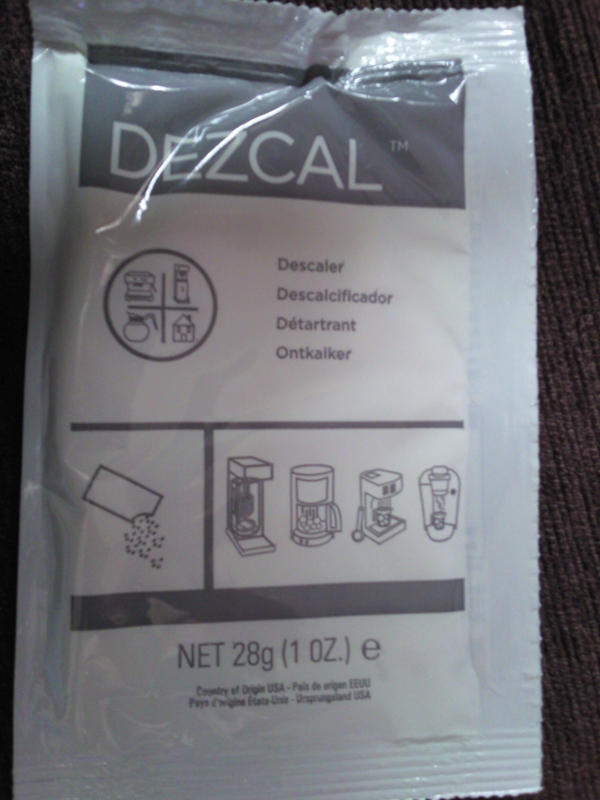 DEZCAL™
Descaler
Descalcificador
Détartrant
Ontkalker
NET 28g (1 OZ.) e
Country of Origin USA - País de origen EEUU
Pays d'origine États-Unis - Ursprungsland USA